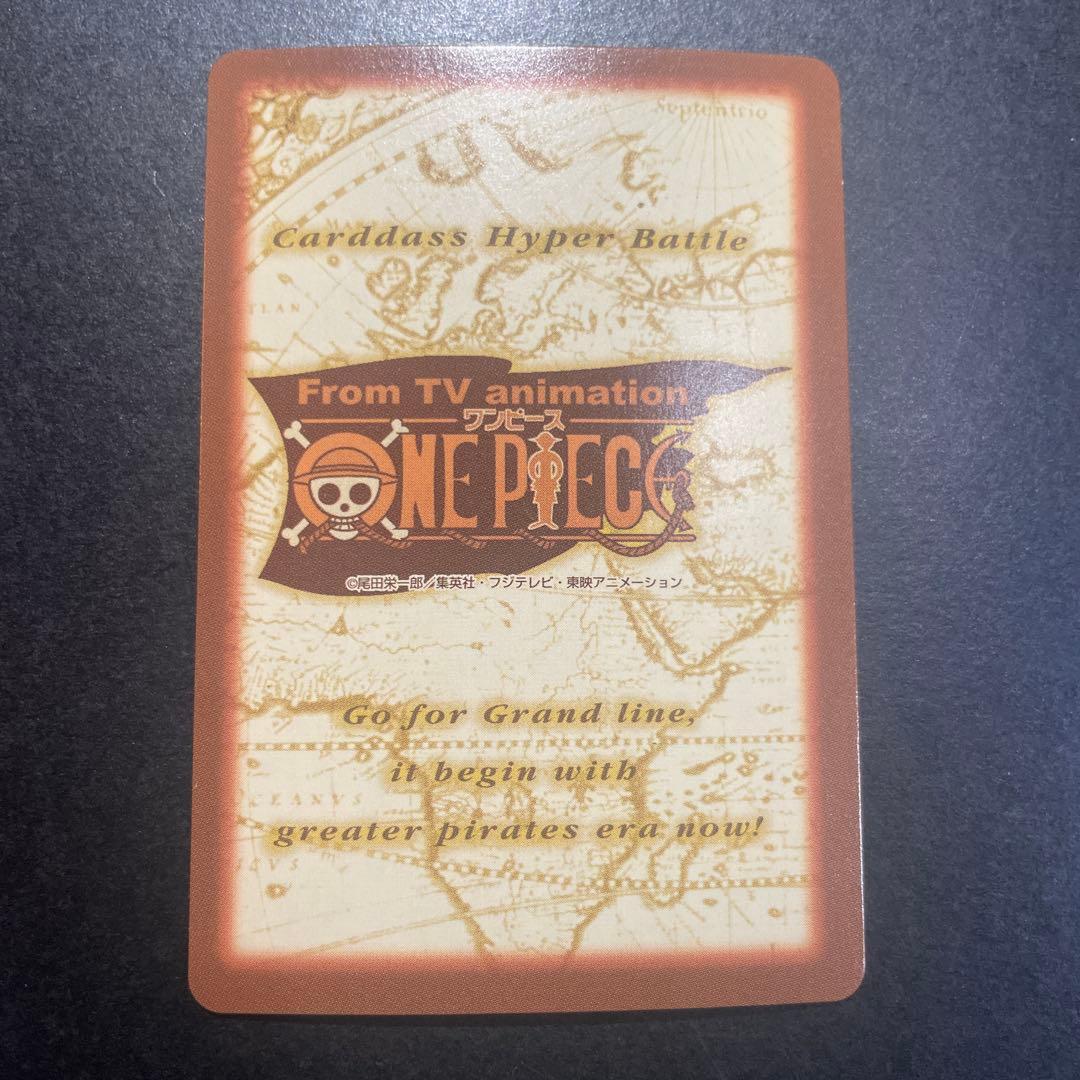 Septentrio
Carddass Hyper Battle
TLAN
From TV animation
ワンピース
ONE PIECE
©尾田栄一郎／集英社・フジテレビ・東映アニメーション
Go for Grand line,
it begin with
CEANVS
greater pirates era now!